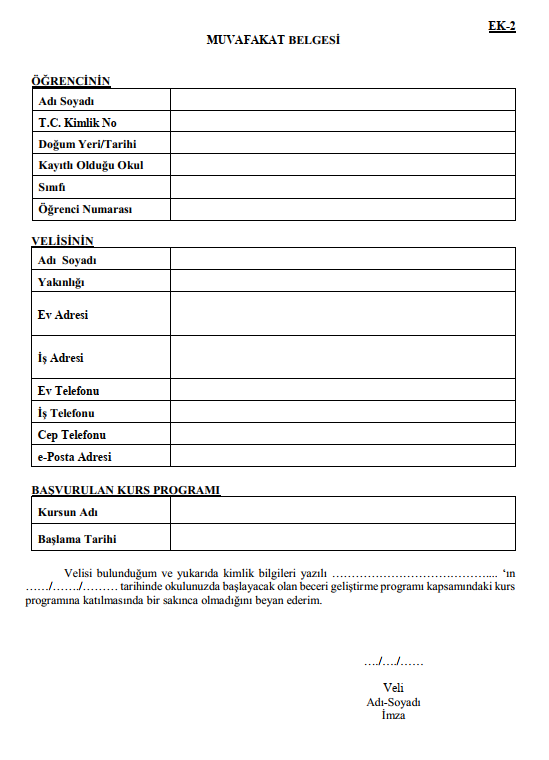 EK-2
MUVAFAKAT BELGESİ
ÖĞRENCİNİN
Adı Soyadı
T.C. Kimlik No
Doğum Yeri/Tarihi
Kayıtlı Olduğu Okul
Sınıfı
Öğrenci Numarası
VELİSİNİN
Adı Soyadı
Yakınlığı
Ev Adresi
İş Adresi
Ev Telefonu
İş Telefonu
Cep Telefonu
e-Posta Adresi
BAŞVURULAN KURS PROGRAMI
Kursun Adı
Başlama Tarihi
Velisi bulunduğum ve yukarıda kimlik bilgileri yazılı ……………………………………….... ‘ın
……/……./……… tarihinde okulunuzda başlayacak olan beceri geliştirme programı kapsamındaki kurs
programına katılmasında bir sakınca olmadığını beyan ederim.
…./…./……
Veli
Adı-Soyadı
İmza